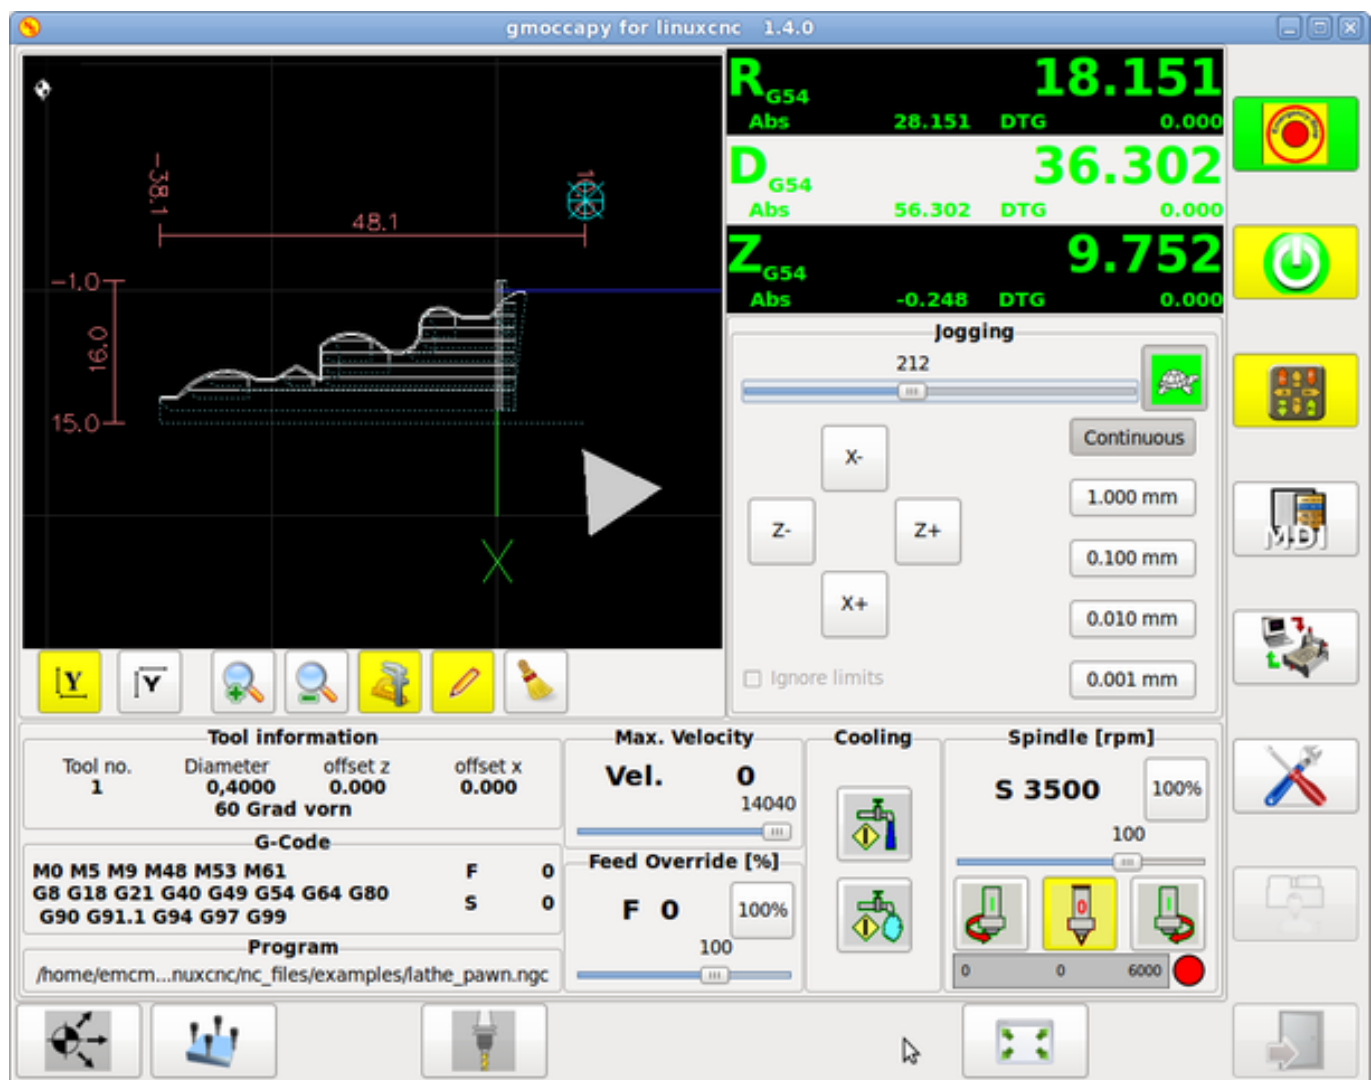 gmoccapy for linuxcnc 1.4.0
R G54 18.151
Abs 28.151 DTG 0.000
D G54 36.302
Abs 56.302 DTG 0.000
Z G54 9.752
Abs -0.248 DTG 0.000
-38.1
48.1
-1.0
16.0
15.0
X
Jogging
212
X-
Z-
Z+
X+
Continuous
1.000 mm
0.100 mm
0.010 mm
0.001 mm
Ignore limits
MDI
Y
Y
Tool information
Tool no. Diameter offset z offset x
1 0,4000 0.000 0.000
60 Grad vorn
G-Code
M0 M5 M9 M48 M53 M61
G8 G18 G21 G40 G49 G54 G64 G80
G90 G91.1 G94 G97 G99
F 0
S 0
Program
/home/emcm...nuxcnc/nc_files/examples/lathe_pawn.ngc
Max. Velocity
Vel. 0
14040
Feed Override [%]
F 0 100%
100
Cooling
Spindle [rpm]
S 3500 100%
100
0 0 6000